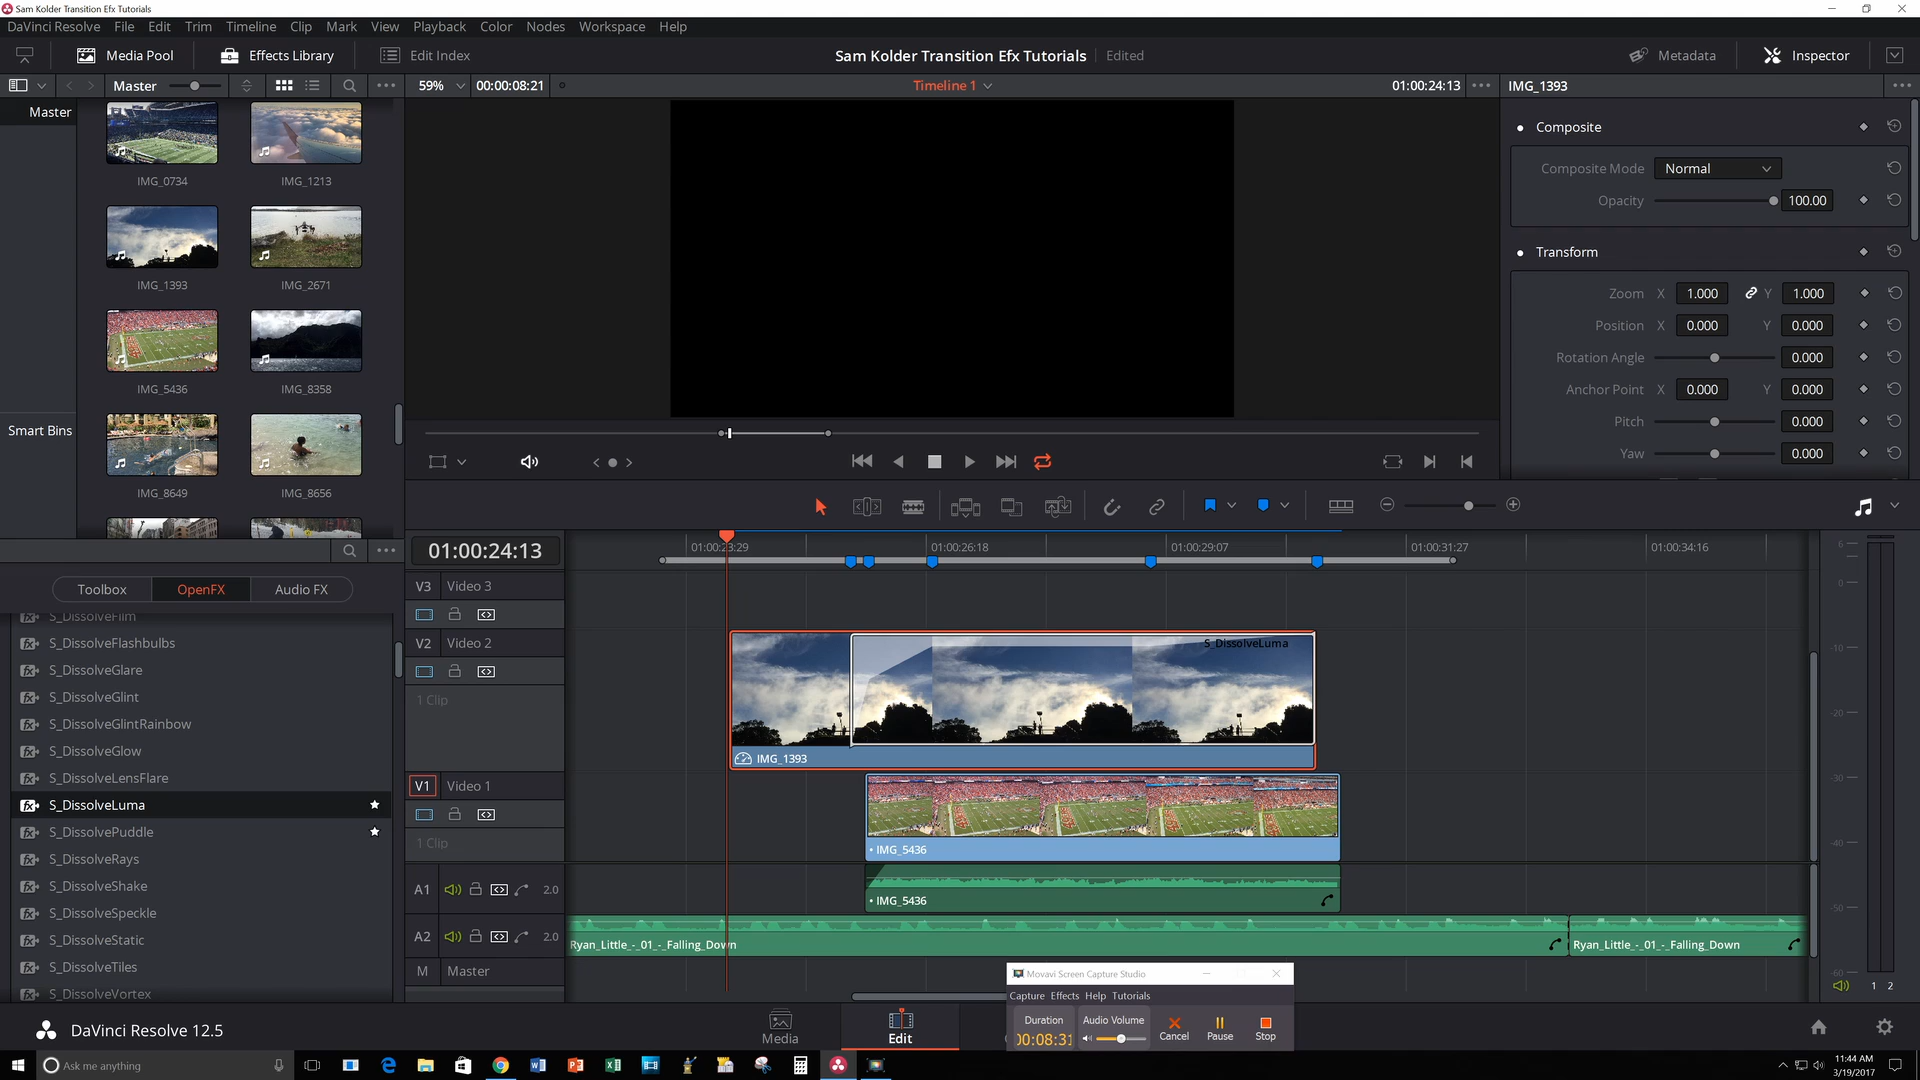 Sam Kolder Transition Efx Tutorials
DaVinci Resolve File Edit Trim Timeline Clip Mark View Playback Color Nodes Workspace Help
Media Pool Effects Library Edit Index Sam Kolder Transition Efx Tutorials Edited Metadata Inspector
Master 59% 00:00:08:21 Timeline 1 01:00:24:13 IMG_1393
Master
Composite
Composite Mode Normal
Opacity 100.00
IMG_0734 IMG_1213
Transform
Zoom X 1.000 Y 1.000
IMG_1393 IMG_2671
Position X 0.000 Y 0.000
Rotation Angle 0.000
IMG_5436 IMG_8358
Anchor Point X 0.000 Y 0.000
Pitch 0.000
Smart Bins
Yaw 0.000
IMG_8649 IMG_8656
01:00:24:13
01:00:23:29 01:00:26:18 01:00:29:07 01:00:31:27 01:00:34:16
Toolbox OpenFX Audio FX
V3 Video 3
S_DissolveFilm
S_DissolveFlashbulbs
V2 Video 2
S_DissolveLuma
S_DissolveGlare
S_DissolveGlint
1 Clip
S_DissolveGlintRainbow
S_DissolveGlow
IMG_1393
S_DissolveLensFlare
V1 Video 1
S_DissolveLuma
S_DissolvePuddle
1 Clip
IMG_5436
S_DissolveRays
S_DissolveShake
A1 2.0
IMG_5436
S_DissolveSpeckle
S_DissolveStatic
A2 2.0
Ryan_Little_-_01_-_Falling_Down Ryan_Little_-_01_-_Falling_Down
S_DissolveTiles
M Master
S_DissolveVortex
6
0
-10
-20
-30
-40
-50
-60
1 2
Movavi Screen Capture Studio
Capture Effects Help Tutorials
Duration Audio Volume
00:08:31 Cancel Pause Stop
DaVinci Resolve 12.5
Media Edit
Ask me anything
11:44 AM
3/19/2017